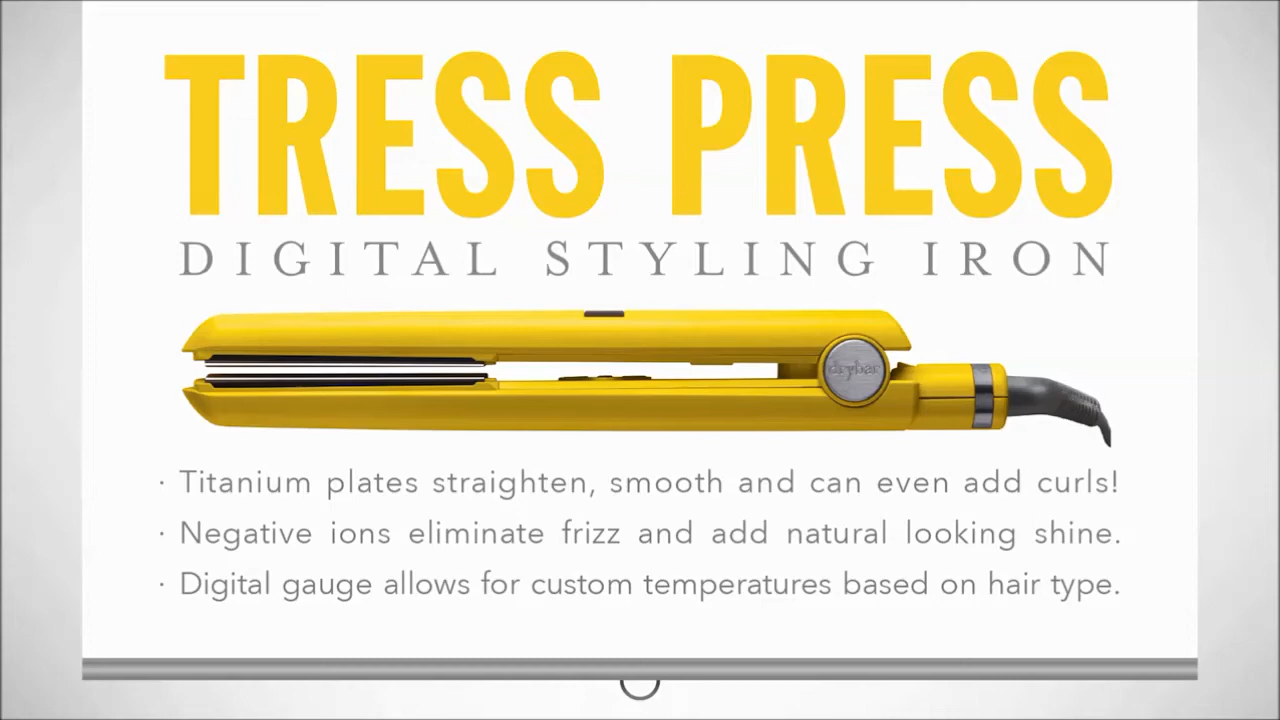 TRESS PRESS
DIGITAL STYLING IRON
drybar
· Titanium plates straighten, smooth and can even add curls!
· Negative ions eliminate frizz and add natural looking shine.
· Digital gauge allows for custom temperatures based on hair type.